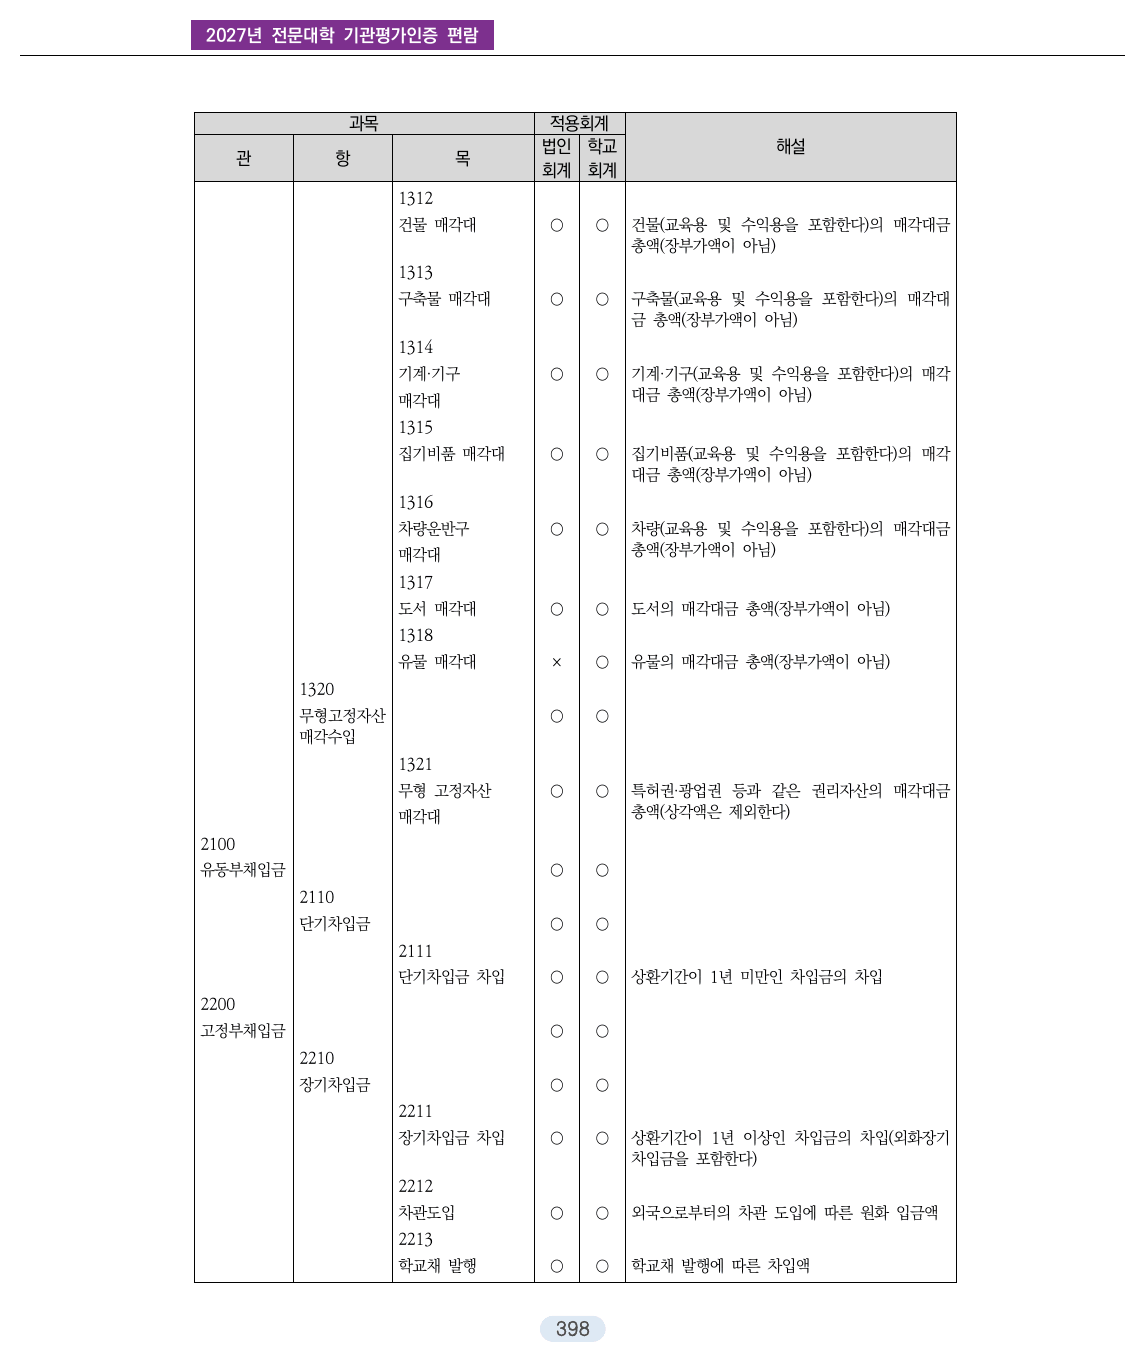 2027년 전문대학 기관평가인증 편람
과목 적용회계 해설
관 항 목 법인 회계 학교 회계
1312
건물 매각대 ○ ○ 건물(교육용 및 수익용을 포함한다)의 매각대금
총액(장부가액이 아님)
1313
구축물 매각대 ○ ○ 구축물(교육용 및 수익용을 포함한다)의 매각대
금 총액(장부가액이 아님)
1314
기계·기구 ○ ○ 기계·기구(교육용 및 수익용을 포함한다)의 매각
매각대 대금 총액(장부가액이 아님)
1315
집기비품 매각대 ○ ○ 집기비품(교육용 및 수익용을 포함한다)의 매각
대금 총액(장부가액이 아님)
1316
차량운반구 ○ ○ 차량(교육용 및 수익용을 포함한다)의 매각대금
매각대 총액(장부가액이 아님)
1317
도서 매각대 ○ ○ 도서의 매각대금 총액(장부가액이 아님)
1318
유물 매각대 × ○ 유물의 매각대금 총액(장부가액이 아님)
1320
무형고정자산 ○ ○
매각수입
1321
무형 고정자산 ○ ○ 특허권·광업권 등과 같은 권리자산의 매각대금
매각대 총액(상각액은 제외한다)
2100
유동부채입금 ○ ○
2110
단기차입금 ○ ○
2111
단기차입금 차입 ○ ○ 상환기간이 1년 미만인 차입금의 차입
2200
고정부채입금 ○ ○
2210
장기차입금 ○ ○
2211
장기차입금 차입 ○ ○ 상환기간이 1년 이상인 차입금의 차입(외화장기
차입금을 포함한다)
2212
차관도입 ○ ○ 외국으로부터의 차관 도입에 따른 원화 입금액
2213
학교채 발행 ○ ○ 학교채 발행에 따른 차입액
398